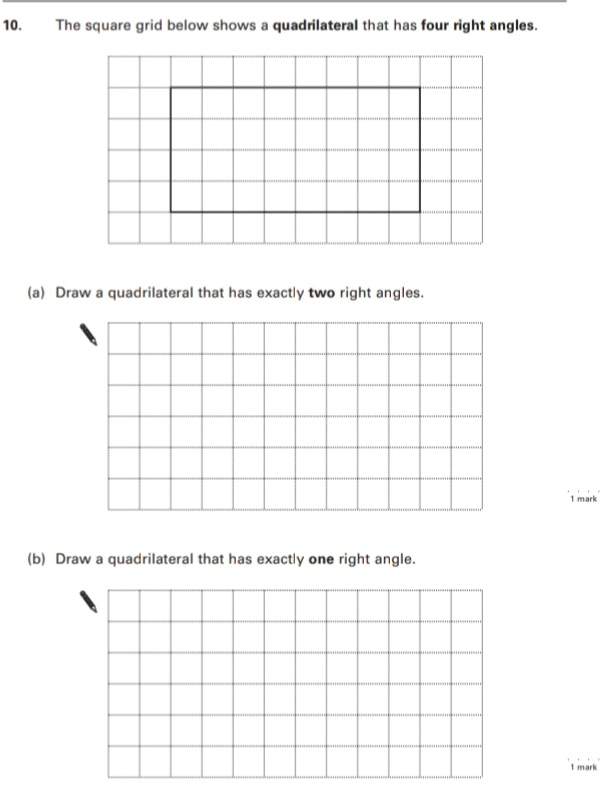 10. The square grid below shows a quadrilateral that has four right angles.
(a) Draw a quadrilateral that has exactly two right angles.
1 mark
(b) Draw a quadrilateral that has exactly one right angle.
1 mark